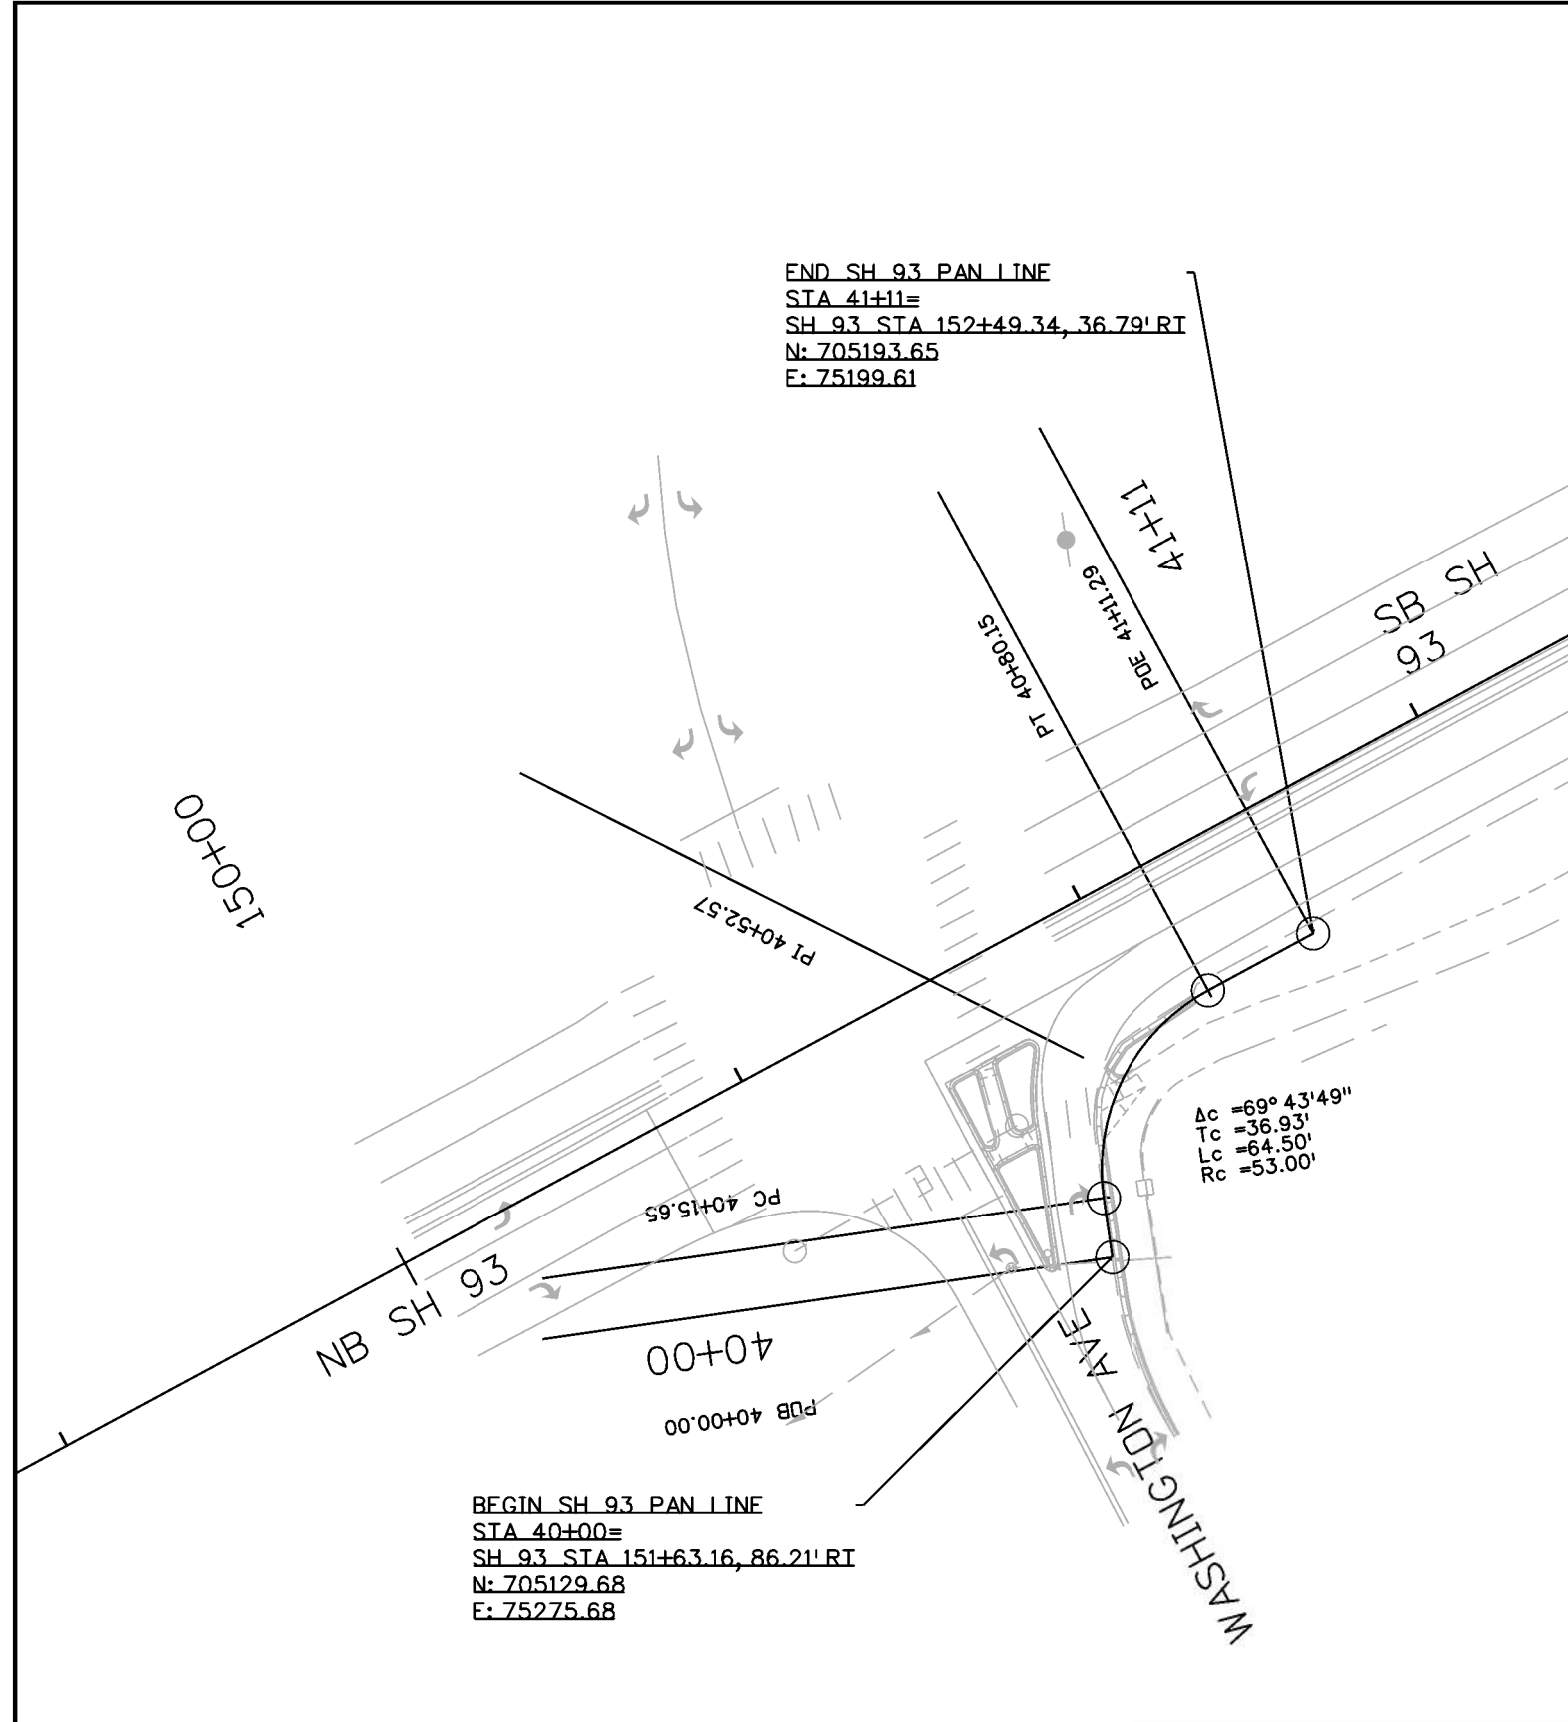 END SH 93 PAN LINE
STA 41+11=
SH 93 STA 152+49.34, 36.79' RT
N: 705193.65
E: 75199.61
41+11
POE 41+11.29
PT 40+80.15
SB SH
93
150+00
PI 40+52.57
Δc =69° 43'49"
Tc =36.93'
Lc =64.50'
Rc =53.00'
PC 40+15.65
NB SH 93
40+00
POB 40+00.00
WASHINGTON AVE
BEGIN SH 93 PAN LINE
STA 40+00=
SH 93 STA 151+63.16, 86.21' RT
N: 705129.68
E: 75275.68